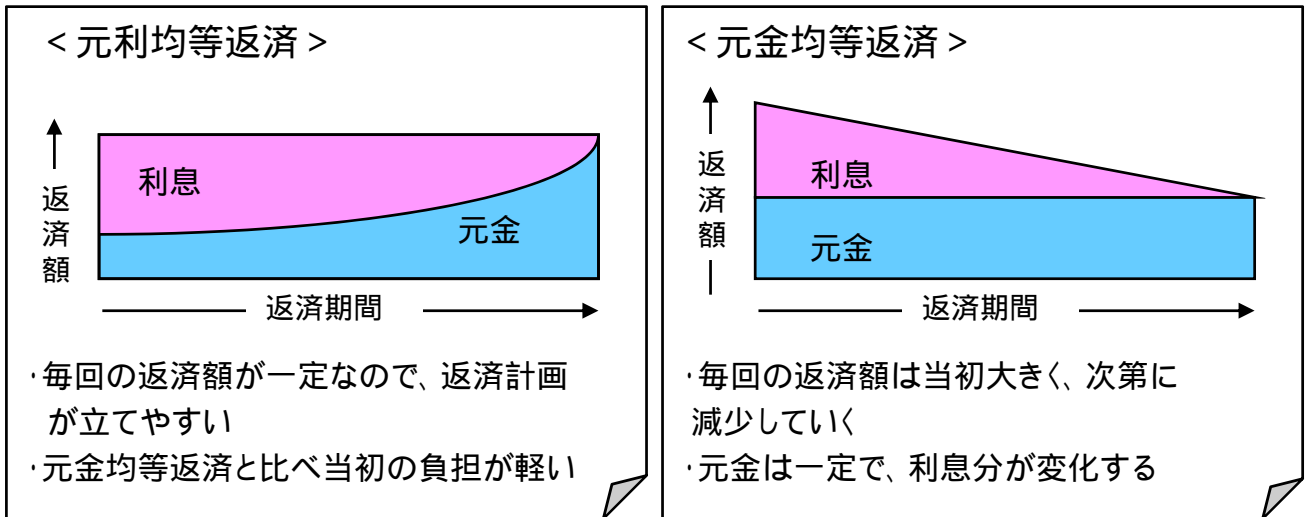 <元利均等返済>
利息
元金
返済額
返済期間
·毎回の返済額が一定なので、返済計画
が立てやすい
·元金均等返済と比べ当初の負担が軽い
<元金均等返済>
利息
元金
返済額
返済期間
·毎回の返済額は当初大きく、次第に
減少していく
·元金は一定で、利息分が変化する